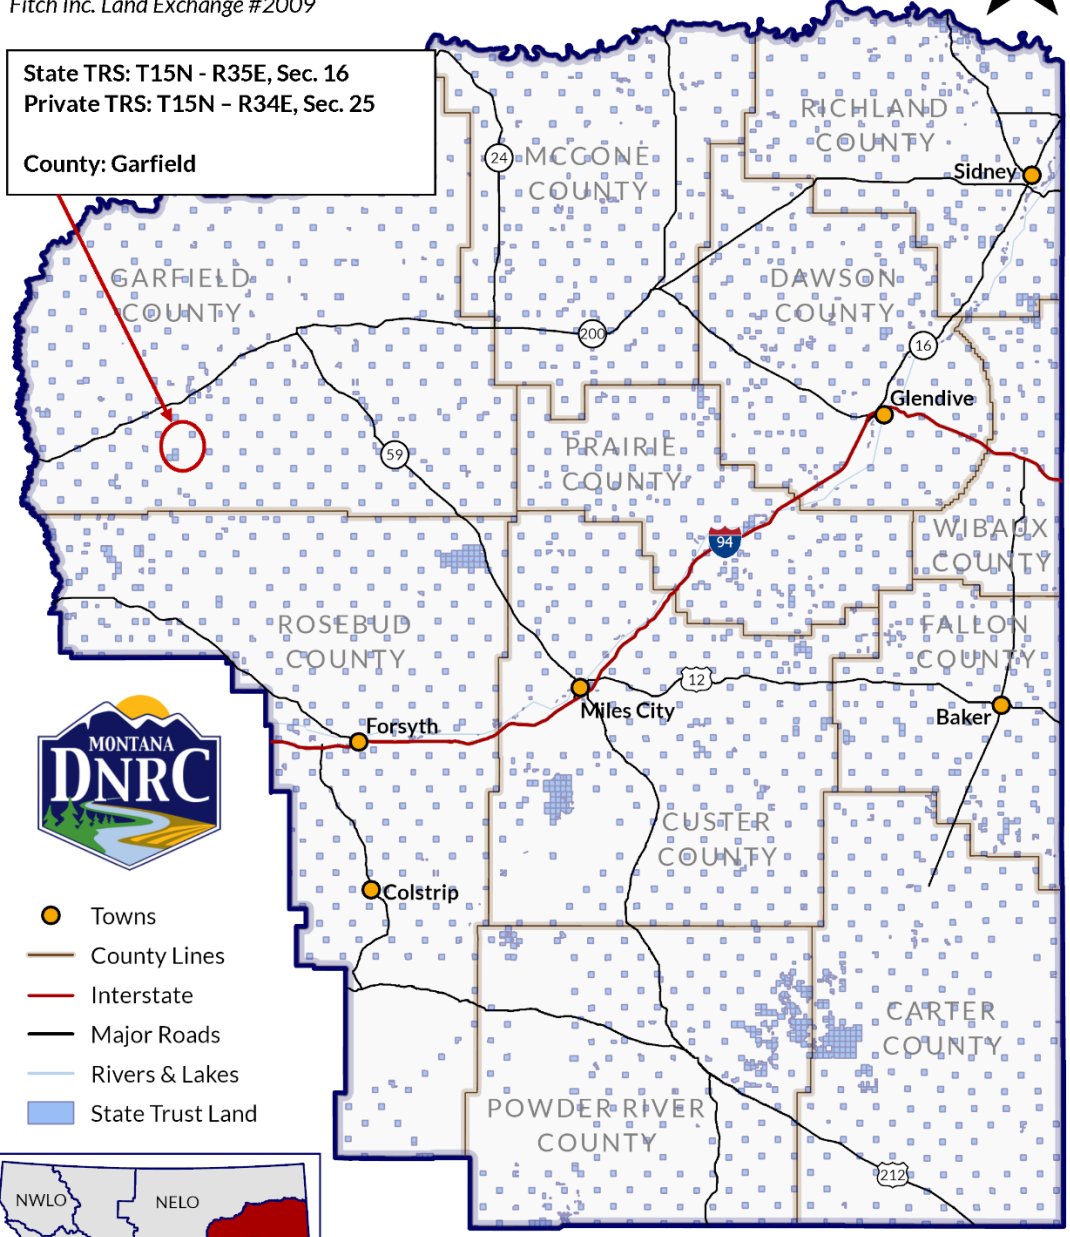 Fitch Inc. Land Exchange #2009
State TRS: T15N - R35E, Sec. 16
Private TRS: T15N – R34E, Sec. 25
County: Garfield
RICHLAND
COUNTY
24
MCCONE
COUNTY
Sidney
GARFIELD
COUNTY
DAWSON
COUNTY
200
16
Glendive
59
PRAIRIE
COUNTY
94
WIBAUX
COUNTY
ROSEBUD
COUNTY
FALLON
COUNTY
12
Miles City
Baker
Forsyth
MONTANA
DNRC
CUSTER
COUNTY
Colstrip
Towns
County Lines
Interstate
Major Roads
Rivers & Lakes
State Trust Land
CARTER
COUNTY
POWDER RIVER
COUNTY
212
NWLO
NELO